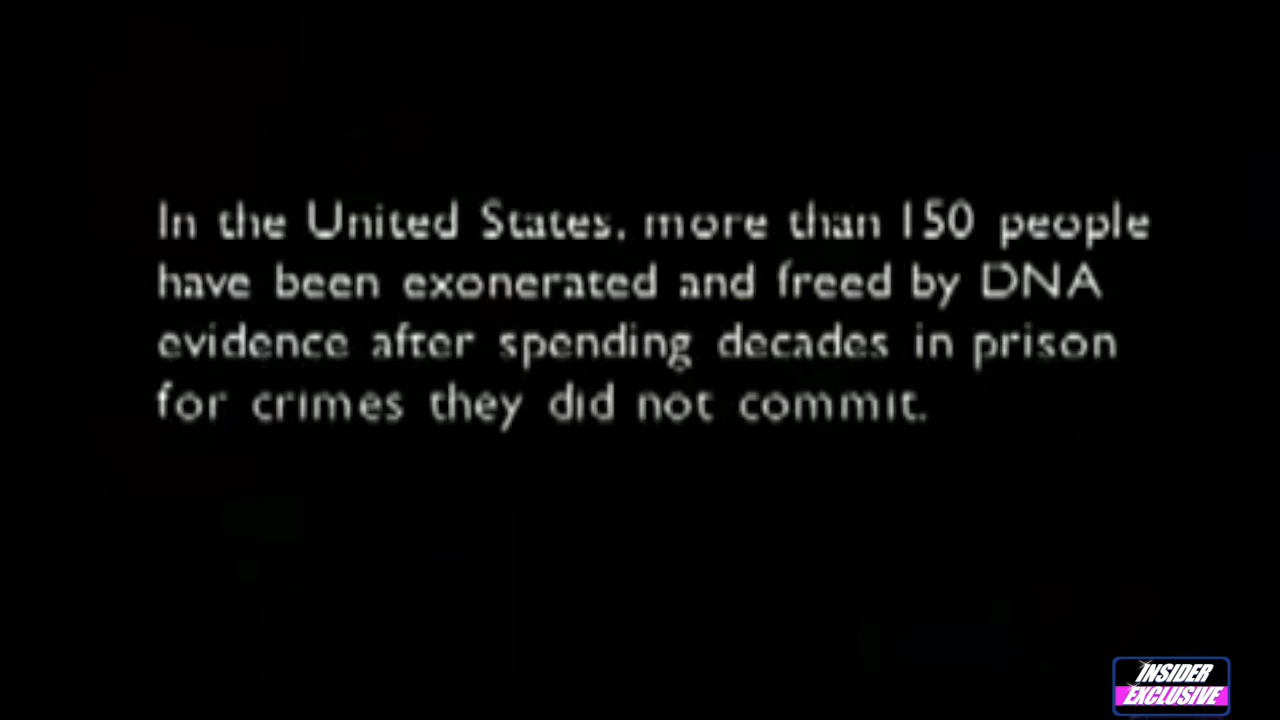 In the United States, more than 150 people
have been exonerated and freed by DNA
evidence after spending decades in prison
for crimes they did not commit.
INSIDER
EXCLUSIVE